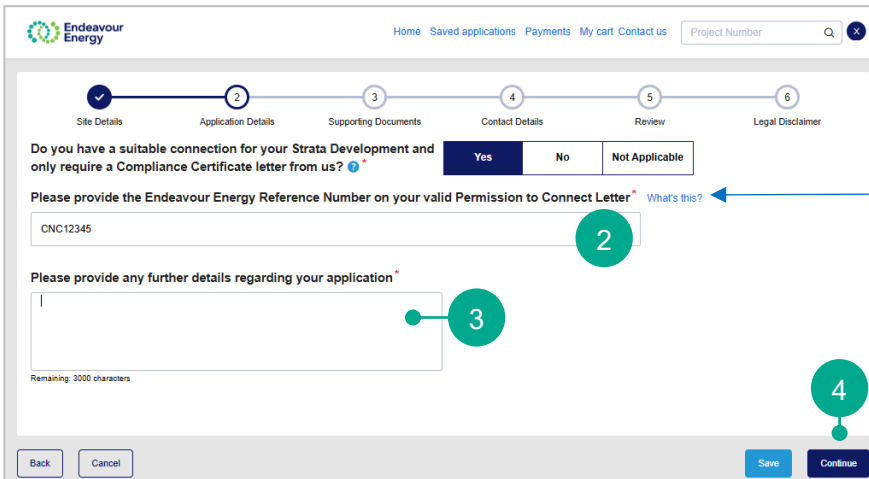 Endeavour
Energy
Home Saved applications Payments My cart Contact us Project Number X
2 3 4 5 6
Site Details Application Details Supporting Documents Contact Details Review Legal Disclaimer
Do you have a suitable connection for your Strata Development and
only require a Compliance Certificate letter from us? ? *
Yes No Not Applicable
Please provide the Endeavour Energy Reference Number on your valid Permission to Connect Letter* What's this?
CNC12345
2
Please provide any further details regarding your application*
3
Remaining: 3000 characters
4
Back Cancel Save Continue